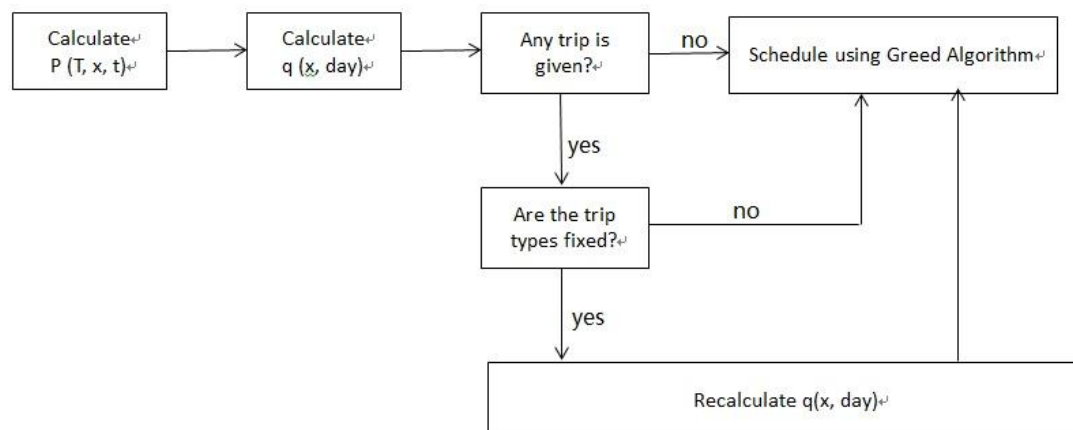 Calculate
P (T, x, t)
Calculate
q (x, day)
Any trip is
given?
no
Schedule using Greed Algorithm
yes
Are the trip
types fixed?
no
yes
Recalculate q(x, day)